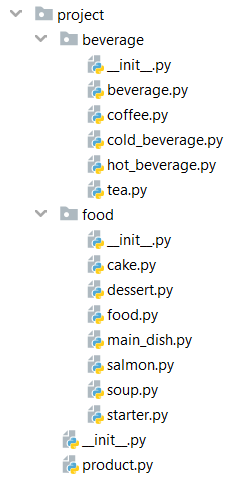 project
beverage
__init__.py
beverage.py
coffee.py
cold_beverage.py
hot_beverage.py
tea.py
food
__init__.py
cake.py
dessert.py
food.py
main_dish.py
salmon.py
soup.py
starter.py
__init__.py
product.py